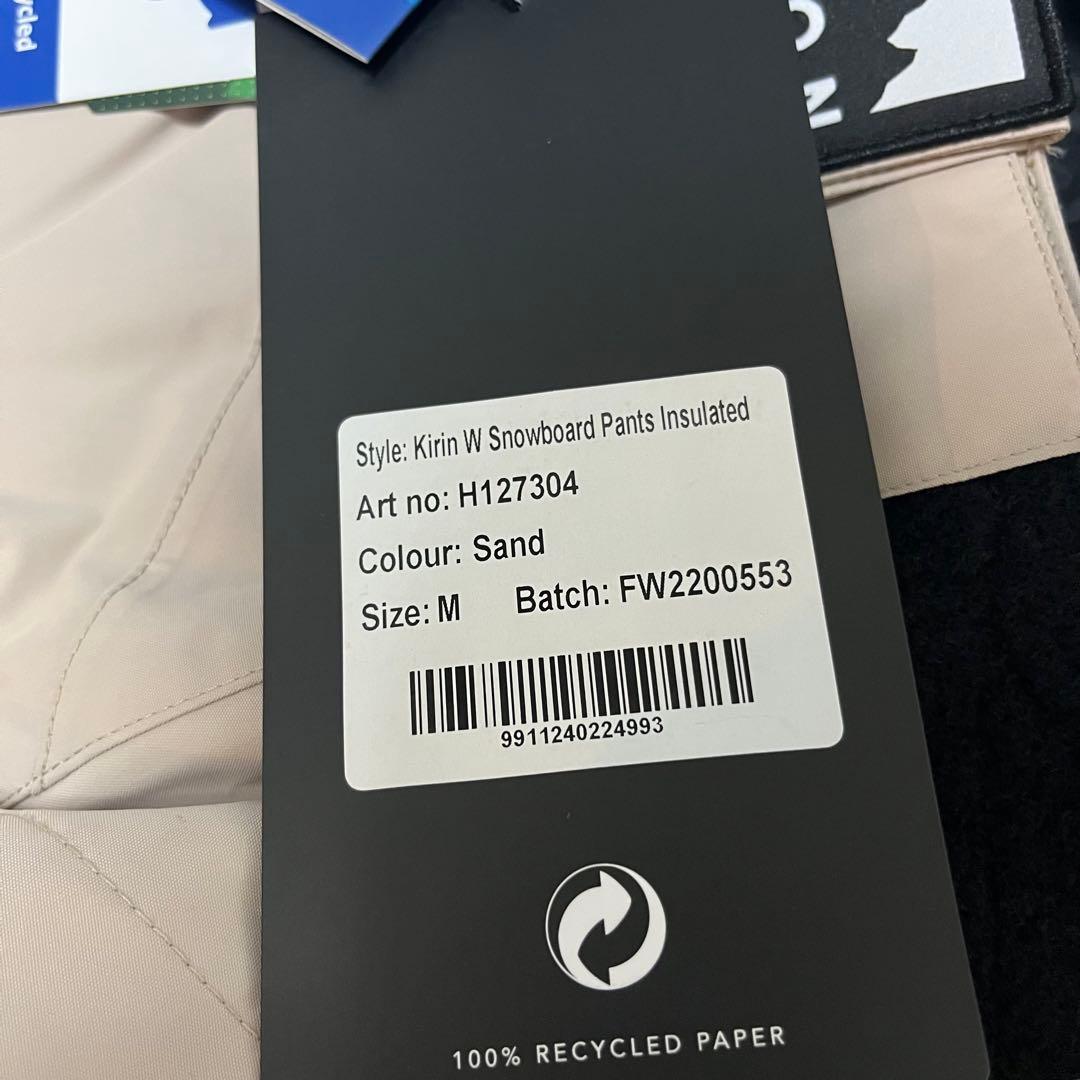 Style: Kirin W Snowboard Pants Insulated
Art no: H127304
Colour: Sand
Size: M Batch: FW2200553
9911240224993
100% RECYCLED PAPER